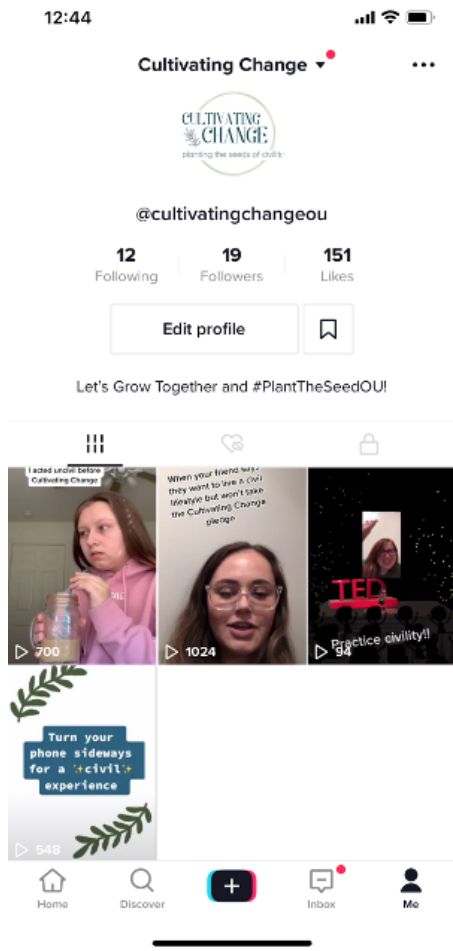 12:44
Cultivating Change
CULTIVATING
CHANGE
planting the seeds of civility
@cultivatingchangeou
12 19 151
Following Followers Likes
Edit profile
Let's Grow Together and #PlantTheSeedOU!
I acted uncivil before
Cultivating Change
700
When your friend says
they want to live a civil
lifestyle but won't take
the Cultivating Change
pledge
1024
TED
Practice civility!!
94
Turn your
phone sideways
for a ✨civil✨
experience
548
Home Discover Inbox Me